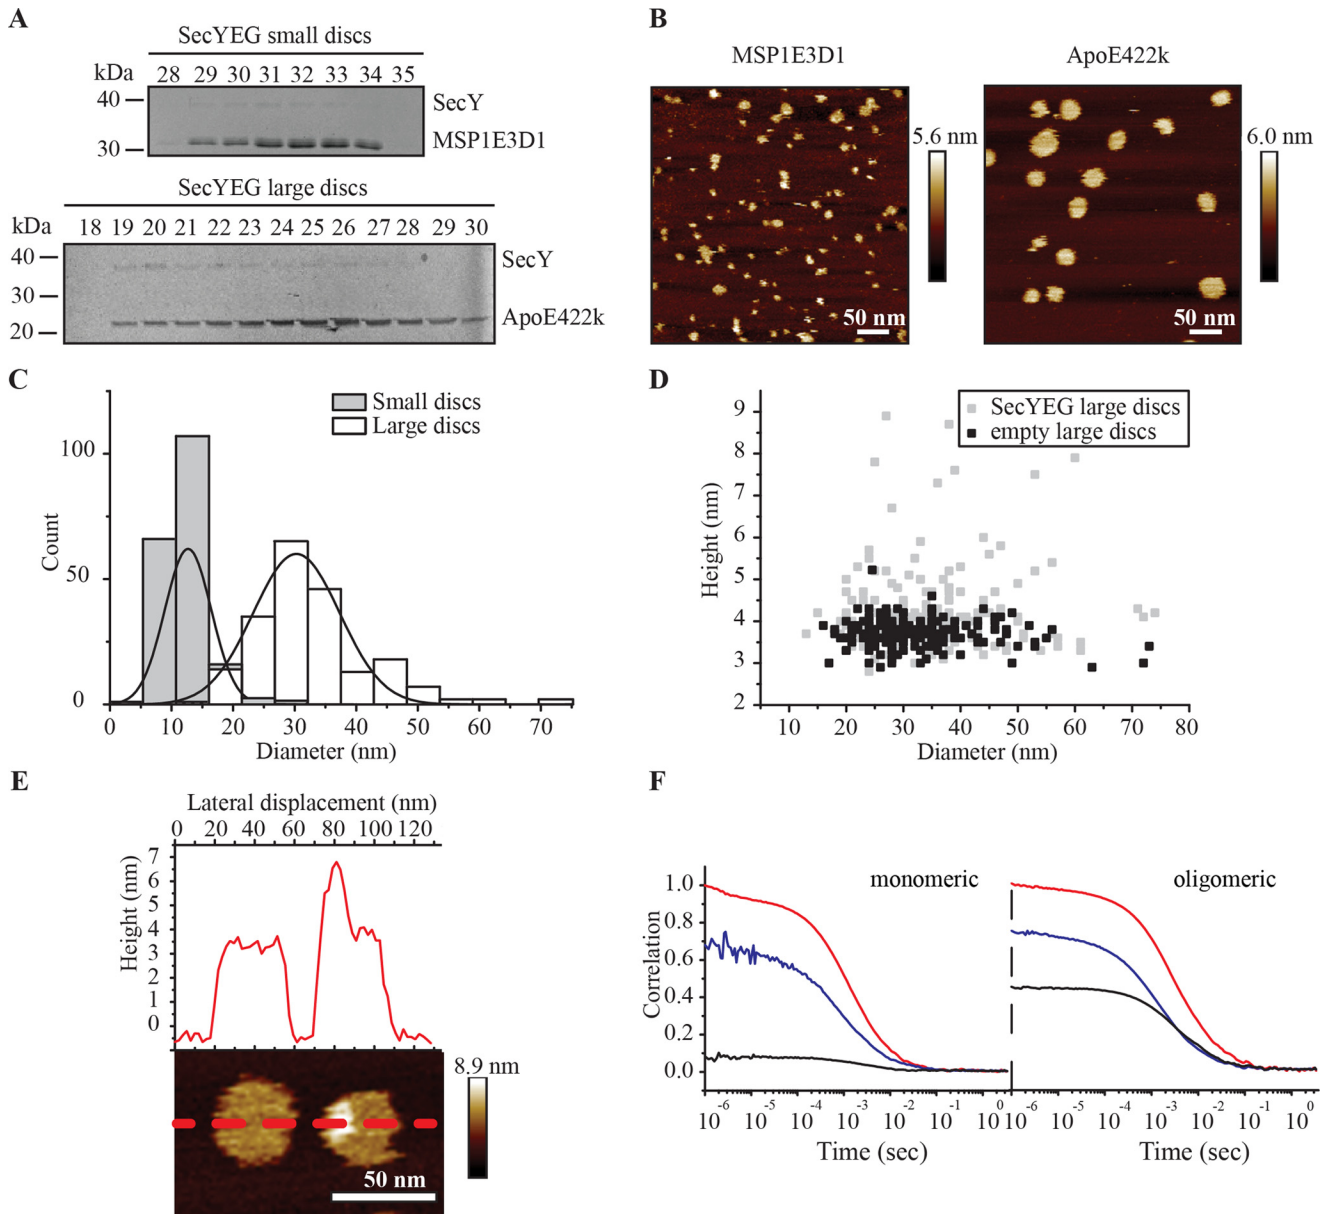 A
SecYEG small discs
kDa 28 29 30 31 32 33 34 35
40 SecY
30 MSP1E3D1
SecYEG large discs
kDa 18 19 20 21 22 23 24 25 26 27 28 29 30
40 SecY
30
20 ApoE422k
B
MSP1E3D1 ApoE422k
5.6 nm 6.0 nm
50 nm 50 nm
C
Small discs
Large discs
100
50
0
Count
0 10 20 30 40 50 60 70
Diameter (nm)
D
SecYEG large discs
empty large discs
9
8
7
6
5
4
3
2
Height (nm)
10 20 30 40 50 60 70 80
Diameter (nm)
E
Lateral displacement (nm)
0 20 40 60 80 100 120
7
6
5
4
3
2
1
0
Height (nm)
8.9 nm
50 nm
F
monomeric oligomeric
1.0
0.8
0.6
0.4
0.2
0.0
Correlation
10^-6 10^-5 10^-4 10^-3 10^-2 10^-1 10^0
Time (sec)
10^-6 10^-5 10^-4 10^-3 10^-2 10^-1 10^0
Time (sec)